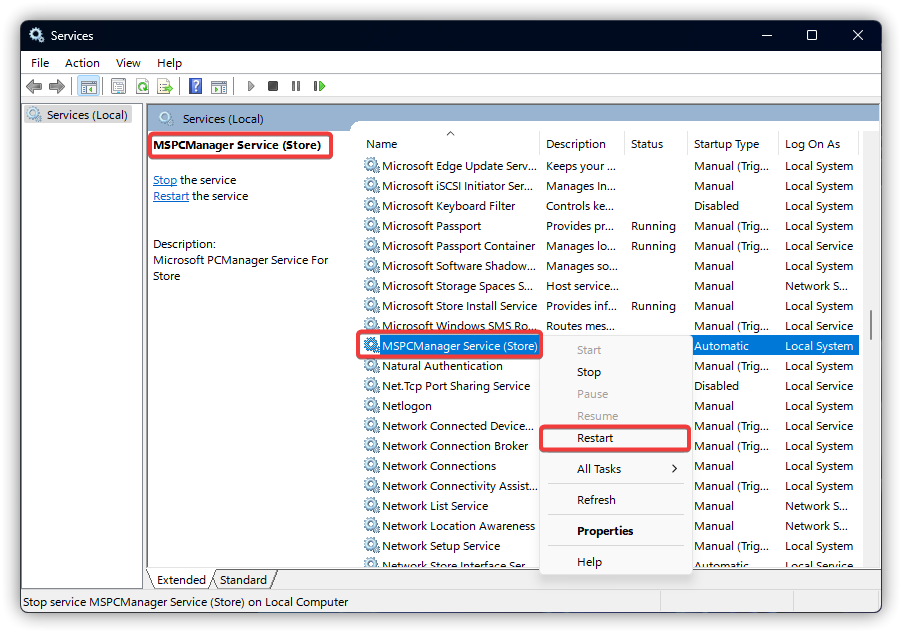 Services
File Action View Help
Services (Local)
Services (Local)
MSPCManager Service (Store)
Stop the service
Restart the service
Description:
Microsoft PCManager Service For
Store
Name Description Status Startup Type Log On As
Microsoft Edge Update Serv... Keeps your ... Manual (Trig... Local System
Microsoft iSCSI Initiator Ser... Manages In... Manual Local System
Microsoft Keyboard Filter Controls ke... Disabled Local System
Microsoft Passport Provides pr... Running Manual (Trig... Local System
Microsoft Passport Container Manages lo... Running Manual (Trig... Local Service
Microsoft Software Shadow... Manages so... Manual Local System
Microsoft Storage Spaces S... Host service... Manual Network S...
Microsoft Store Install Service Provides inf... Running Manual Local System
Microsoft Windows SMS Ro... Routes mes... Manual (Trig... Local Service
MSPCManager Service (Store) Automatic Local System
Natural Authentication Manual (Trig... Local System
Net.Tcp Port Sharing Service Disabled Local Service
Netlogon Manual Local System
Network Connected Device... Manual (Trig... Local Service
Network Connection Broker Manual (Trig... Local System
Network Connections Manual Local System
Network Connectivity Assist... Manual (Trig... Local System
Network List Service Manual Network S...
Network Location Awareness Manual Network S...
Network Setup Service Manual (Trig... Local System
Network Store Interface Ser... Automatic Local Service
Start
Stop
Pause
Resume
Restart
All Tasks
Refresh
Properties
Help
Extended Standard
Stop service MSPCManager Service (Store) on Local Computer